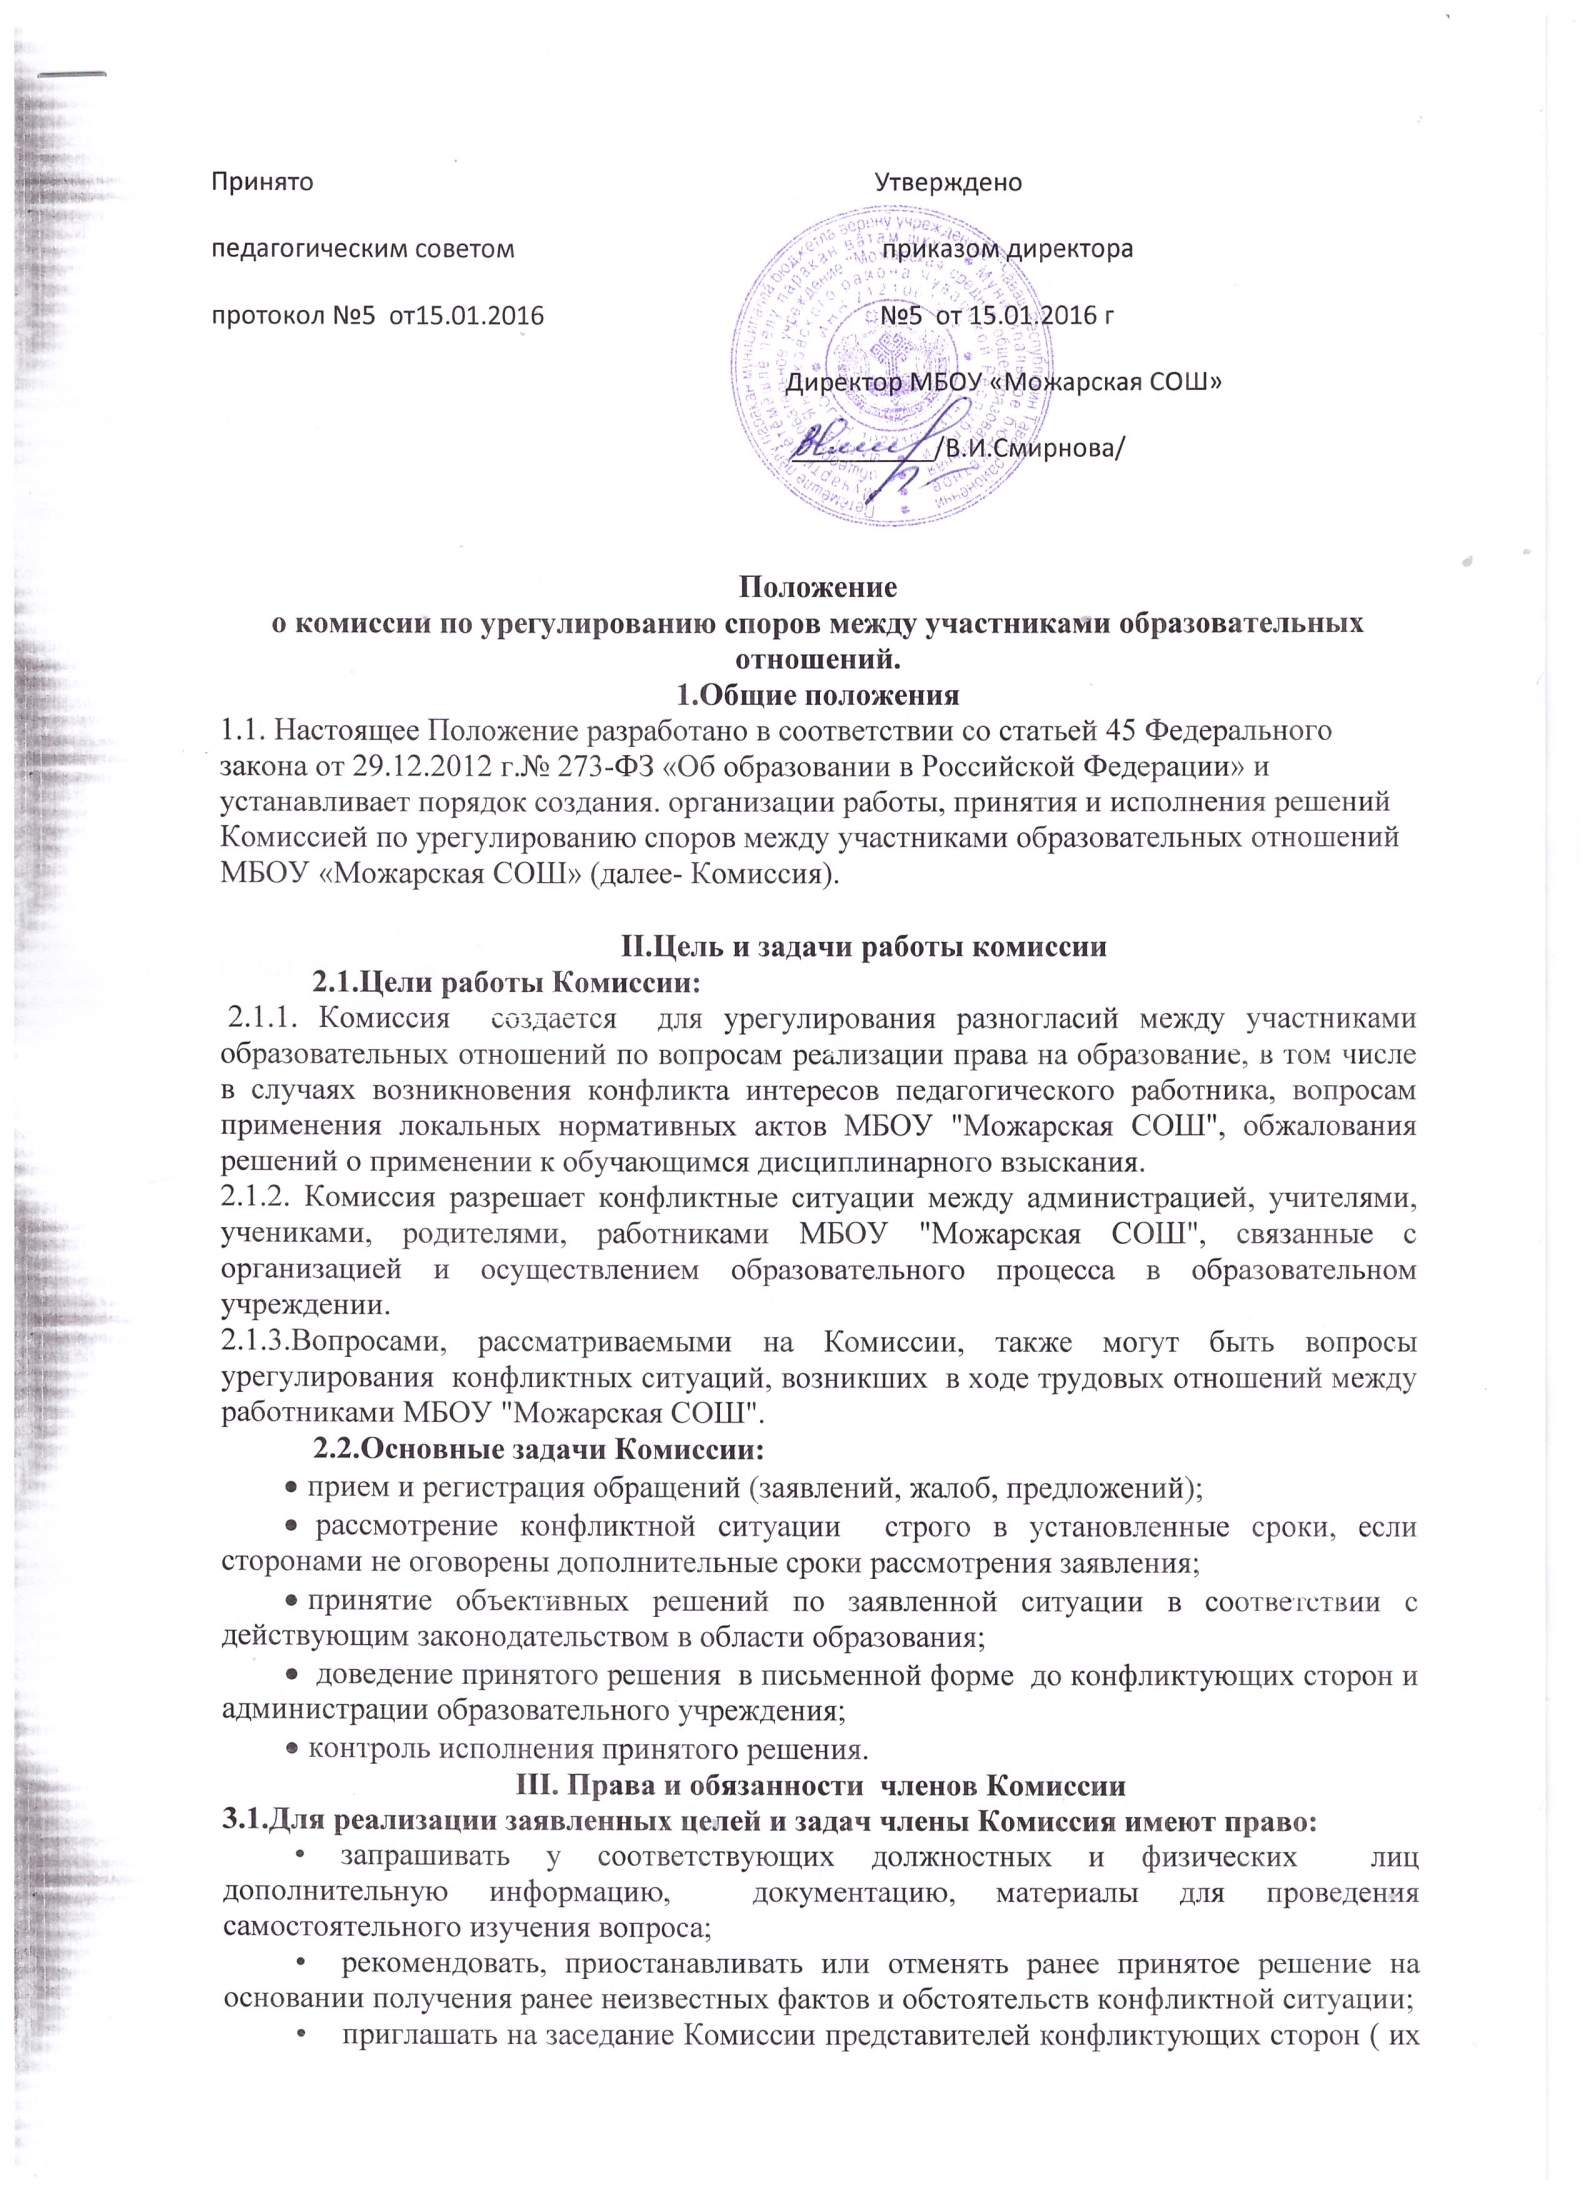 Принято Утверждено
педагогическим советом приказом директора
протокол №5 от15.01.2016 №5 от 15.01.2016 г
Директор МБОУ «Можарская СОШ»
/В.И.Смирнова/
Положение
о комиссии по урегулированию споров между участниками образовательных
отношений.
1.Общие положения
1.1. Настоящее Положение разработано в соответствии со статьей 45 Федерального
закона от 29.12.2012 г.№ 273-ФЗ «Об образовании в Российской Федерации» и
устанавливает порядок создания. организации работы, принятия и исполнения решений
Комиссией по урегулированию споров между участниками образовательных отношений
МБОУ «Можарская СОШ» (далее- Комиссия).
II.Цель и задачи работы комиссии
2.1.Цели работы Комиссии:
2.1.1. Комиссия создается для урегулирования разногласий между участниками
образовательных отношений по вопросам реализации права на образование, в том числе
в случаях возникновения конфликта интересов педагогического работника, вопросам
применения локальных нормативных актов МБОУ "Можарская СОШ", обжалования
решений о применении к обучающимся дисциплинарного взыскания.
2.1.2. Комиссия разрешает конфликтные ситуации между администрацией, учителями,
учениками, родителями, работниками МБОУ "Можарская СОШ", связанные с
организацией и осуществлением образовательного процесса в образовательном
учреждении.
2.1.3.Вопросами, рассматриваемыми на Комиссии, также могут быть вопросы
урегулирования конфликтных ситуаций, возникших в ходе трудовых отношений между
работниками МБОУ "Можарская СОШ".
2.2.Основные задачи Комиссии:
• прием и регистрация обращений (заявлений, жалоб, предложений);
• рассмотрение конфликтной ситуации строго в установленные сроки, если
сторонами не оговорены дополнительные сроки рассмотрения заявления;
• принятие объективных решений по заявленной ситуации в соответствии с
действующим законодательством в области образования;
• доведение принятого решения в письменной форме до конфликтующих сторон и
администрации образовательного учреждения;
• контроль исполнения принятого решения.
III. Права и обязанности членов Комиссии
3.1.Для реализации заявленных целей и задач члены Комиссия имеют право:
• запрашивать у соответствующих должностных и физических лиц
дополнительную информацию, документацию, материалы для проведения
самостоятельного изучения вопроса;
• рекомендовать, приостанавливать или отменять ранее принятое решение на
основании получения ранее неизвестных фактов и обстоятельств конфликтной ситуации;
• приглашать на заседание Комиссии представителей конфликтующих сторон ( их